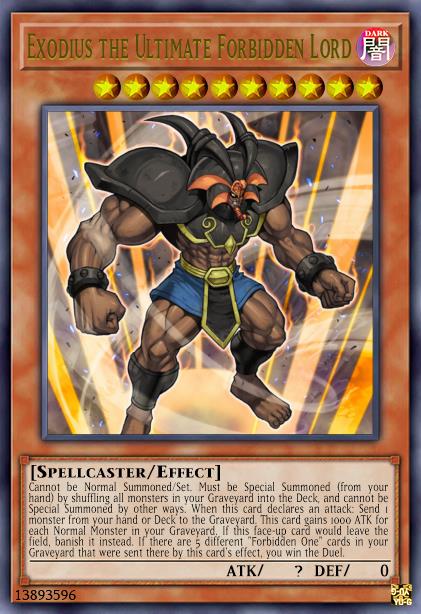 Exodius the Ultimate Forbidden Lord
DARK
闇
[Spellcaster/Effect]
Cannot be Normal Summoned/Set. Must be Special Summoned (from your
hand) by shuffling all monsters in your Graveyard into the Deck, and cannot be
Special Summoned by other ways. When this card declares an attack: Send 1
monster from your hand or Deck to the Graveyard. This card gains 1000 ATK for
each Normal Monster in your Graveyard. If this face-up card would leave the
field, banish it instead. If there are 5 different "Forbidden One" cards in
your Graveyard that were sent there by this card's effect, you win the Duel.
ATK/ ? DEF/ 0
13893596